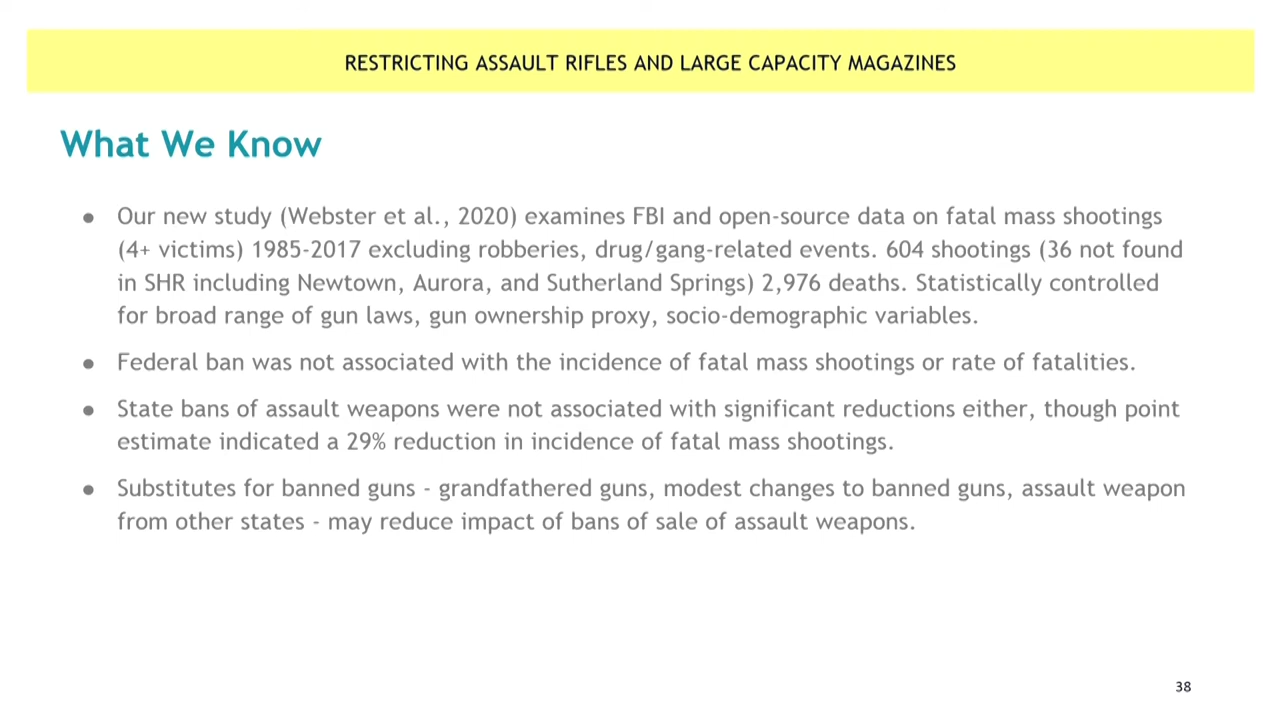 RESTRICTING ASSAULT RIFLES AND LARGE CAPACITY MAGAZINES
What We Know
● Our new study (Webster et al., 2020) examines FBI and open-source data on fatal mass shootings
(4+ victims) 1985-2017 excluding robberies, drug/gang-related events. 604 shootings (36 not found
in SHR including Newtown, Aurora, and Sutherland Springs) 2,976 deaths. Statistically controlled
for broad range of gun laws, gun ownership proxy, socio-demographic variables.
● Federal ban was not associated with the incidence of fatal mass shootings or rate of fatalities.
● State bans of assault weapons were not associated with significant reductions either, though point
estimate indicated a 29% reduction in incidence of fatal mass shootings.
● Substitutes for banned guns - grandfathered guns, modest changes to banned guns, assault weapon
from other states - may reduce impact of bans of sale of assault weapons.
38